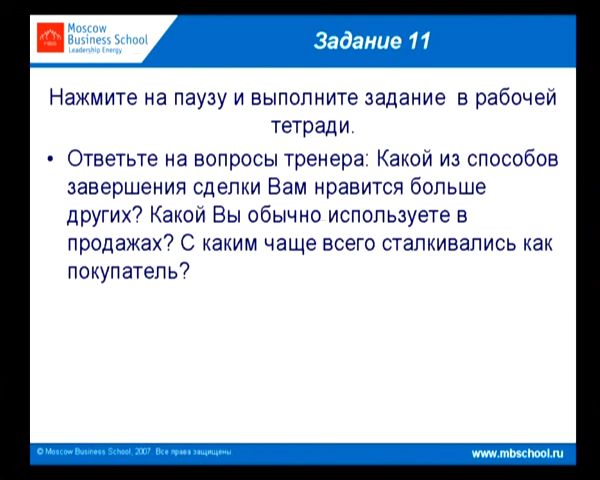 Moscow
Business School
Leadership Energy
Задание 11
Нажмите на паузу и выполните задание в рабочей
тетради.
• Ответьте на вопросы тренера: Какой из способов
завершения сделки Вам нравится больше
других? Какой Вы обычно используете в
продажах? С каким чаще всего сталкивались как
покупатель?
© Moscow Business School, 2007 Все права защищены
www.mbschool.ru